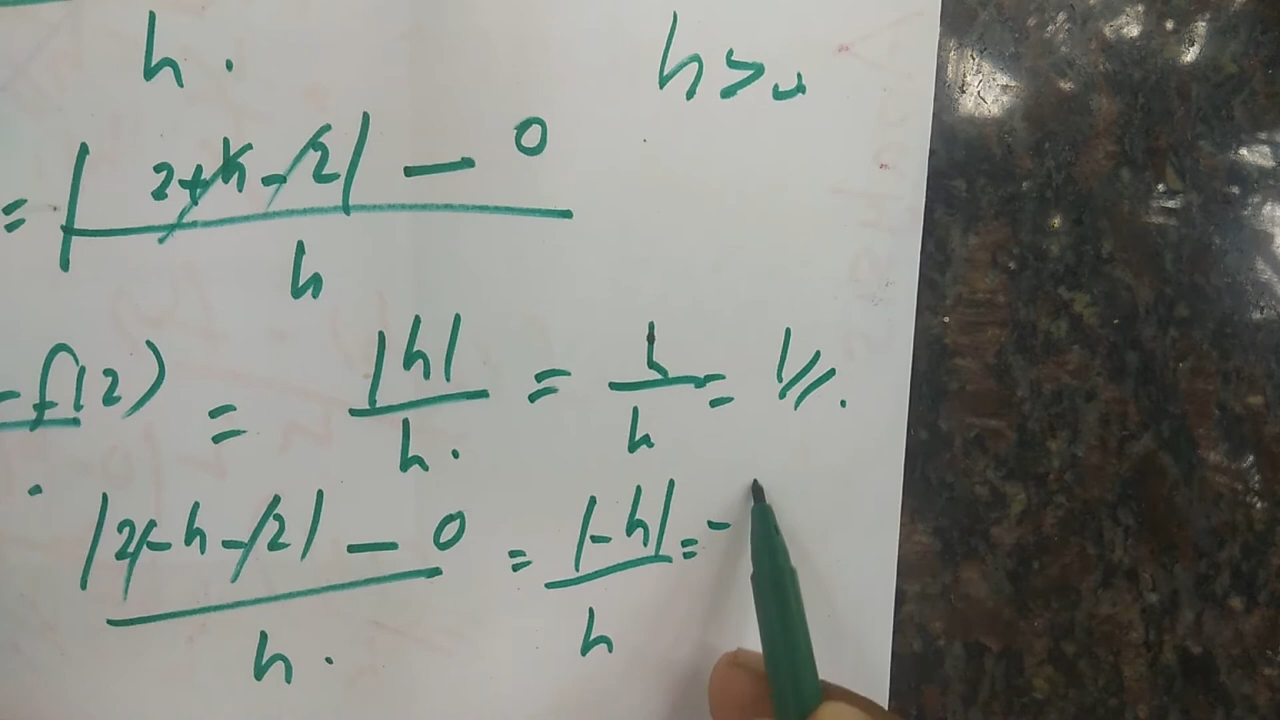 h . h > 0
= |2+h-2| - 0
h
- f(2) = |h| / h. = h / h = 1//.
|2-h-2| - 0 / h. = |-h| / h = -